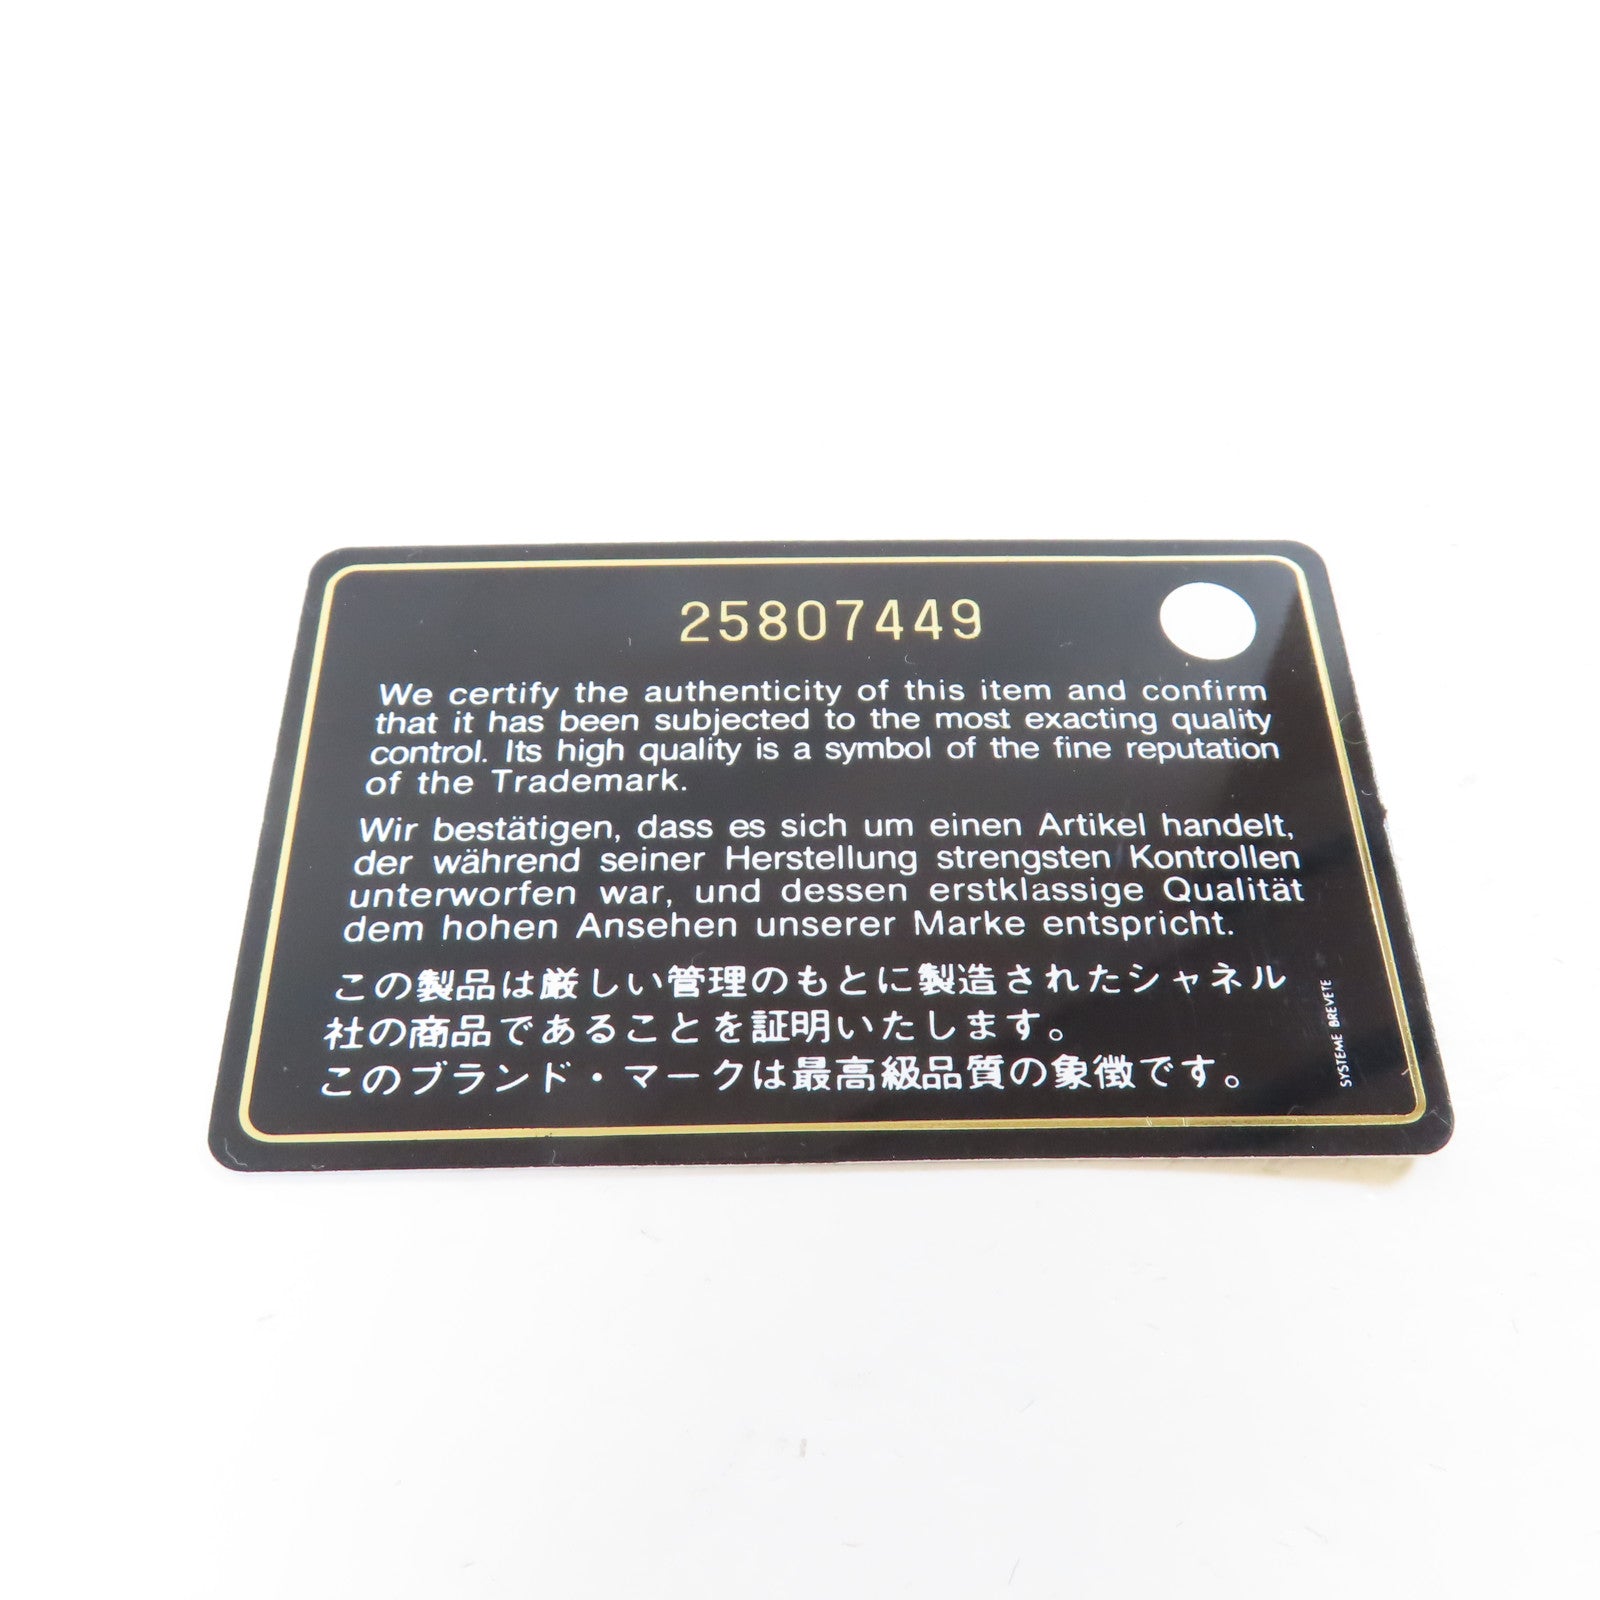 25807449
We certify the authenticity of this item and confirm
that it has been subjected to the most exacting quality
control. Its high quality is a symbol of the fine reputation
of the Trademark.
Wir bestätigen, dass es sich um einen Artikel handelt,
der während seiner Herstellung strengsten Kontrollen
unterworfen war, und dessen erstklassige Qualität
dem hohen Ansehen unserer Marke entspricht.
この製品は厳しい管理のもとに製造されたシャネル
社の商品であることを証明いたします。
このブランド・マークは最高級品質の象徴です。
SYSTEME BREVETE